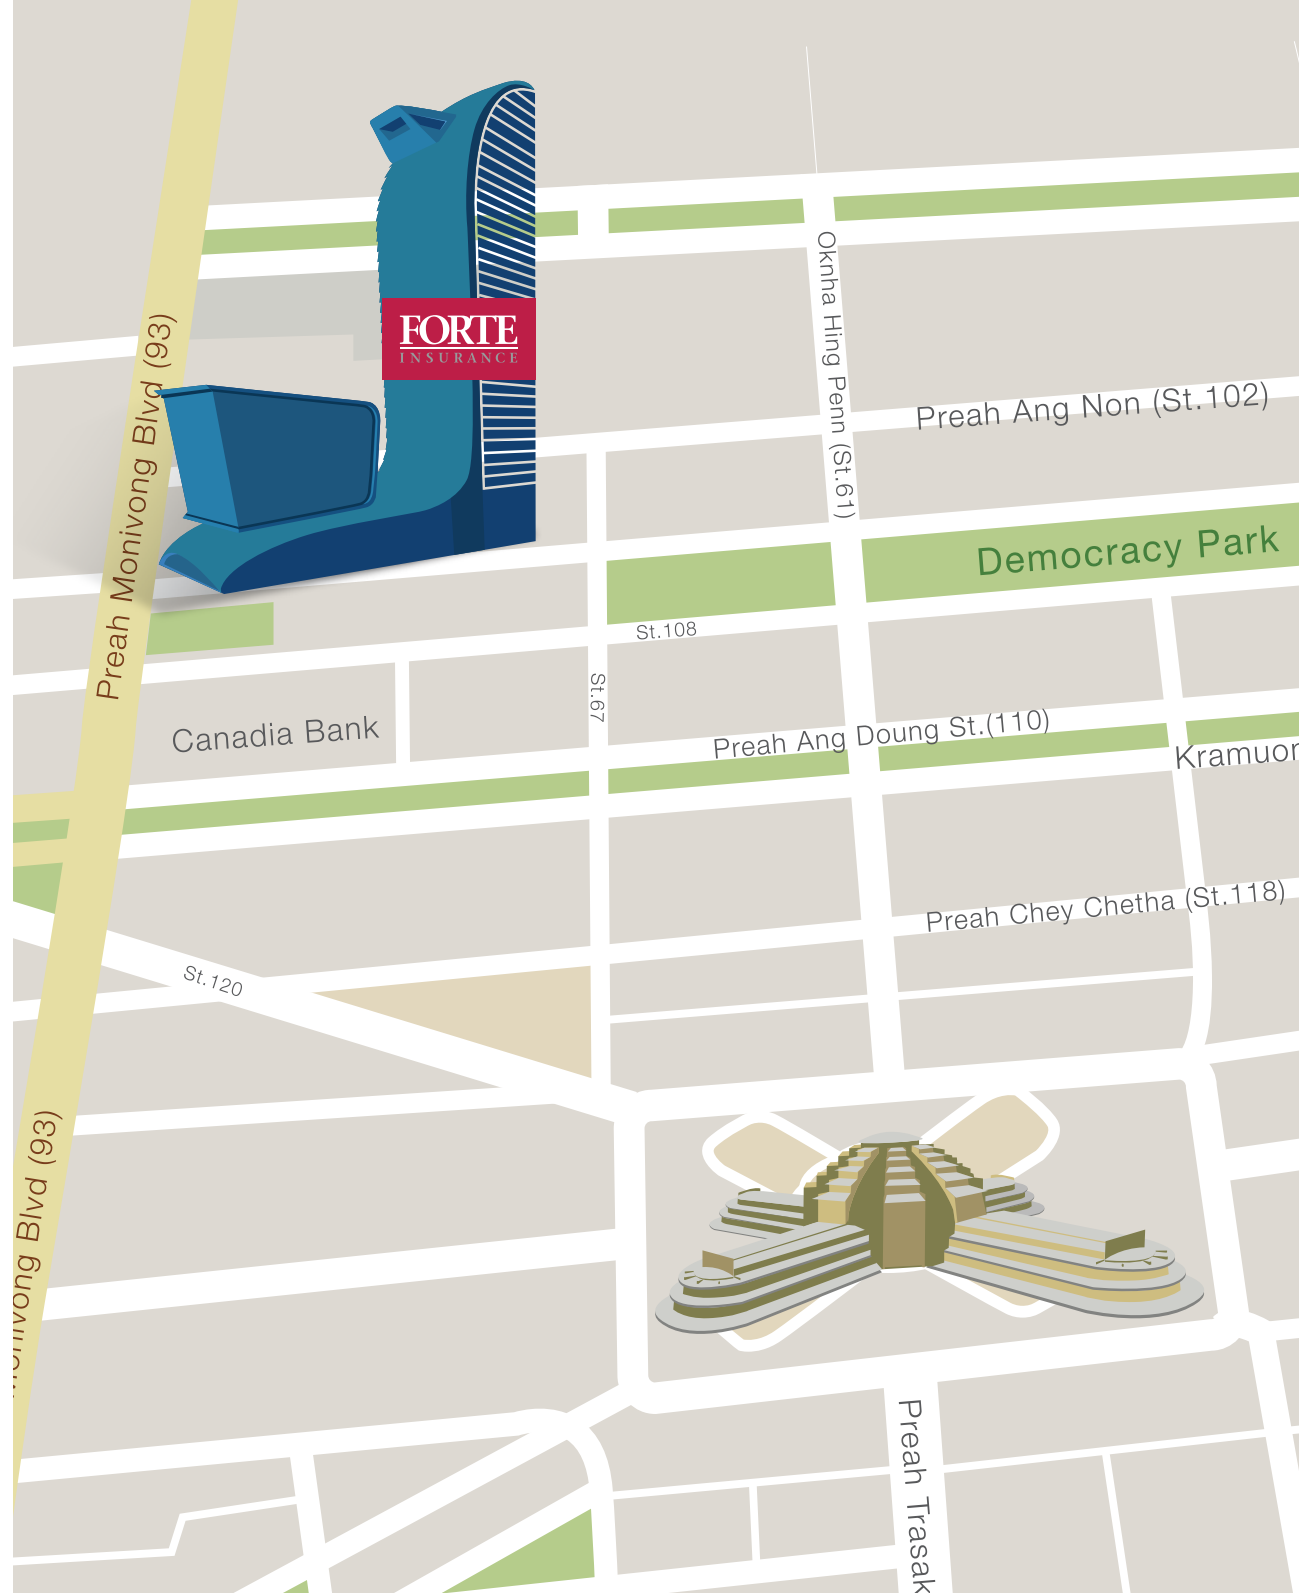 FORTE
INSURANCE
Oknha Hing Penn (St.61)
Preah Monivong Blvd (93)
Preah Ang Non (St.102)
Democracy Park
St.108
St.67
Canadia Bank
Preah Ang Doung St.(110)
Kramuon
Preah Chey Chetha (St.118)
St.120
Monivong Blvd (93)
Preah Trasak